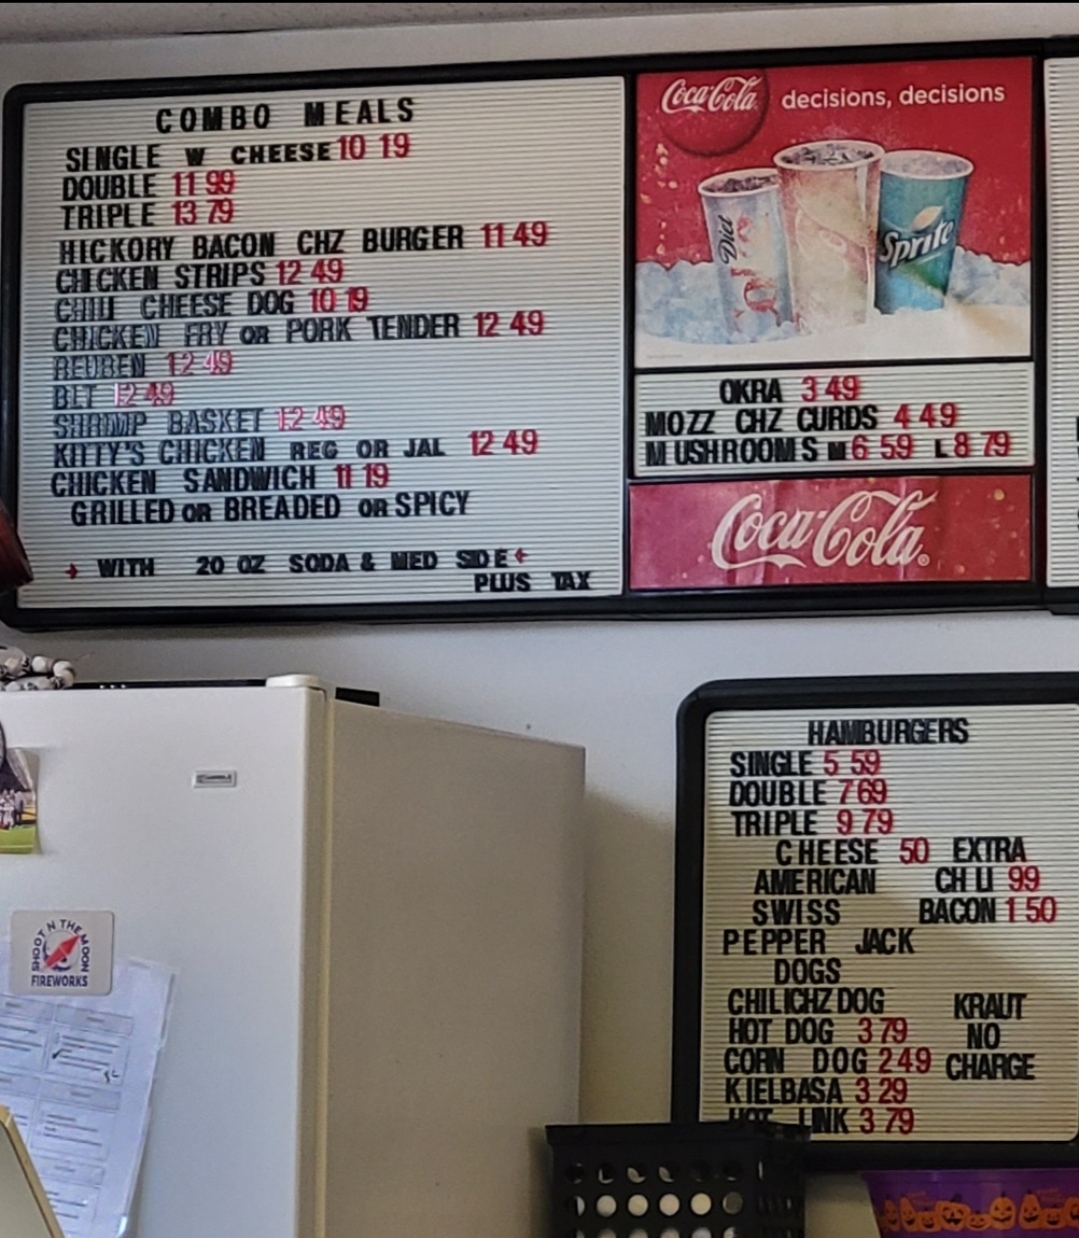 COMBO MEALS
SINGLE W CHEESE 10 19
DOUBLE 11 99
TRIPLE 13 79
HICKORY BACON CHZ BURGER 11 49
CHICKEN STRIPS 12 49
CHILI CHEESE DOG 10 19
CHICKEN FRY OR PORK TENDER 12 49
REUBEN 12 49
BLT 12 49
SHRIMP BASKET 12 49
KITTY'S CHICKEN REG OR JAL 12 49
CHICKEN SANDWICH 11 19
GRILLED OR BREADED OR SPICY
WITH 20 OZ SODA & MED SIDE
PLUS TAX
Coca-Cola decisions, decisions
Diet
Sprite
OKRA 3 49
MOZZ CHZ CURDS 4 49
MUSHROOMS M 6 59 L 8 79
Coca-Cola®
HAMBURGERS
SINGLE 5 59
DOUBLE 7 69
TRIPLE 9 79
CHEESE 50 EXTRA
AMERICAN CH LI 99
SWISS BACON 1 50
PEPPER JACK
DOGS
CHILICHZ DOG KRAUT
HOT DOG 3 79 NO
CORN DOG 2 49 CHARGE
KIELBASA 3 29
HOT LINK 3 79
SHOOT N THE MOON
FIREWORKS